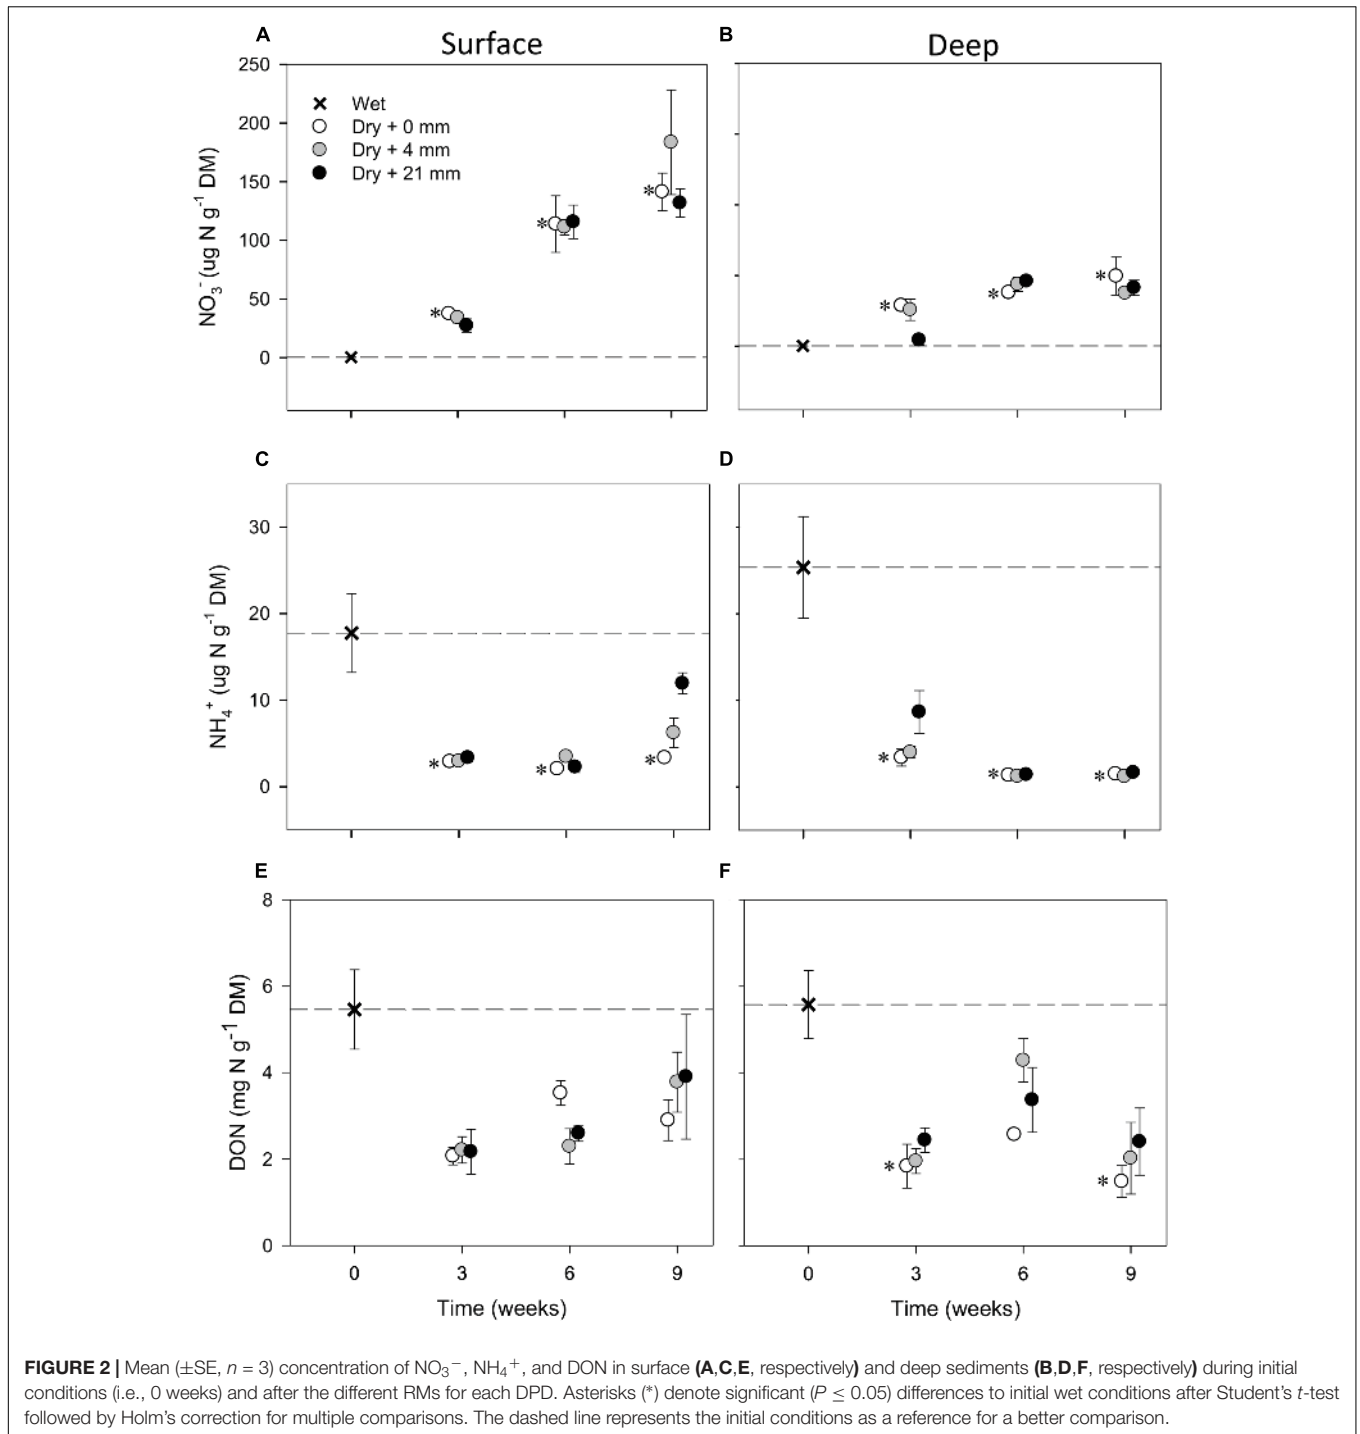 A
Surface
B
Deep
250
200
150
100
50
0
NO₃⁻ (ug N g⁻¹ DM)
Wet
Dry + 0 mm
Dry + 4 mm
Dry + 21 mm
*
*
*
*
*
*
C
D
30
20
10
0
NH₄⁺ (ug N g⁻¹ DM)
*
*
*
*
*
*
E
F
8
6
4
2
0
DON (mg N g⁻¹ DM)
*
*
0 3 6 9
0 3 6 9
Time (weeks)
Time (weeks)
FIGURE 2 | Mean (±SE, n = 3) concentration of NO₃⁻, NH₄⁺, and DON in surface (A,C,E, respectively) and deep sediments (B,D,F, respectively) during initial
conditions (i.e., 0 weeks) and after the different RMs for each DPD. Asterisks (*) denote significant (P ≤ 0.05) differences to initial wet conditions after Student's t-test
followed by Holm's correction for multiple comparisons. The dashed line represents the initial conditions as a reference for a better comparison.